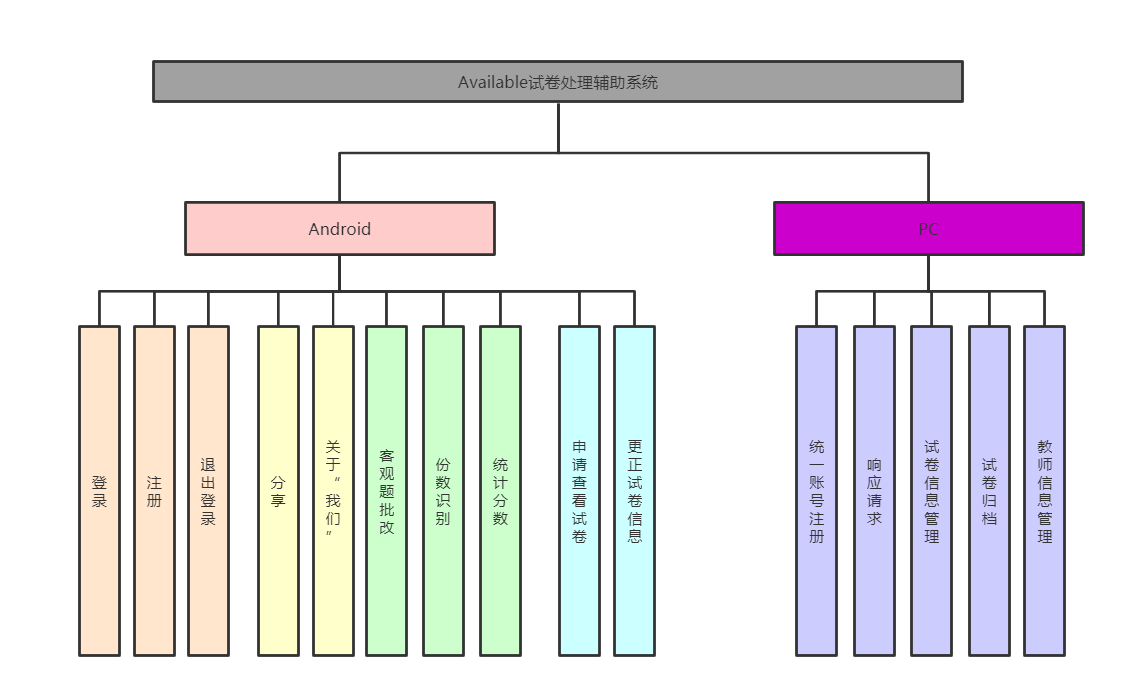 Available试卷处理辅助系统
Android
PC
登录
注册
退出登录
分享
关于“我们”
客观题批改
份数识别
统计分数
申请查看试卷
更正试卷信息
统一账号注册
响应请求
试卷信息管理
试卷归档
教师信息管理